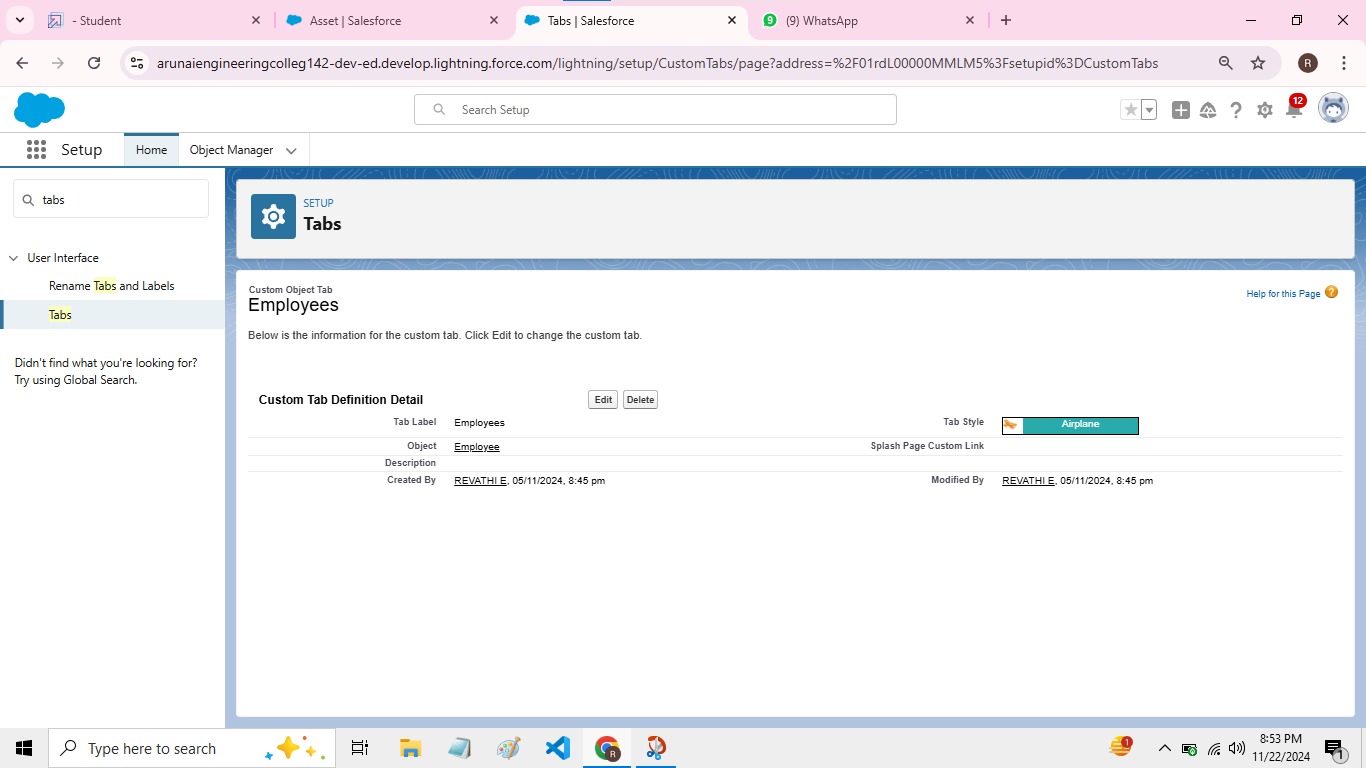 - Student
Asset | Salesforce
Tabs | Salesforce
9
(9) WhatsApp
arunaiengineeringcolleg142-dev-ed.develop.lightning.force.com/lightning/setup/CustomTabs/page?address=%2F01rdL00000MMLM5%3Fsetupid%3DCustomTabs
R
Search Setup
12
Setup
Home
Object Manager
tabs
SETUP
Tabs
User Interface
Rename Tabs and Labels
Tabs
Didn't find what you're looking for?
Try using Global Search.
Custom Object Tab
Employees
Help for this Page ?
Below is the information for the custom tab. Click Edit to change the custom tab.
Custom Tab Definition Detail
Edit
Delete
Tab Label Employees
Tab Style Airplane
Object Employee
Splash Page Custom Link
Description
Created By REVATHI E, 05/11/2024, 8:45 pm
Modified By REVATHI E, 05/11/2024, 8:45 pm
Type here to search
R
1
8:53 PM
11/22/2024
1